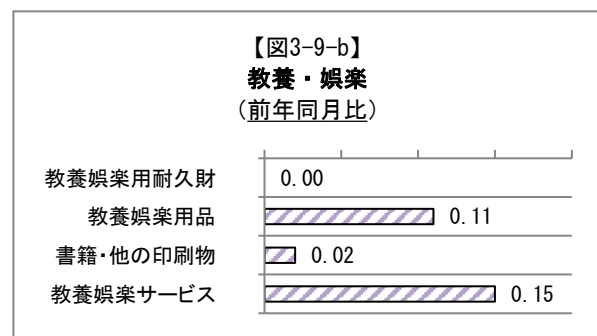 【図3-9-b】
教養・娯楽
(前年同月比)
教養娯楽用耐久財 0.00
教養娯楽用品 0.11
書籍・他の印刷物 0.02
教養娯楽サービス 0.15